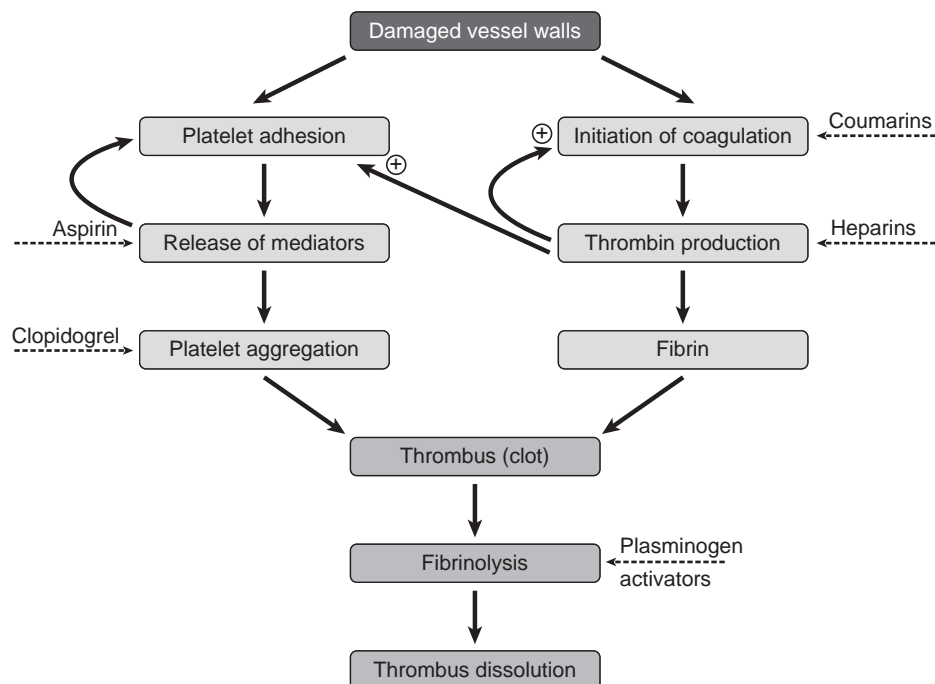 Damaged vessel walls
Platelet adhesion
+
Initiation of coagulation
Coumarins
+
Aspirin
Release of mediators
Thrombin production
Heparins
Clopidogrel
Platelet aggregation
Fibrin
Thrombus (clot)
Fibrinolysis
Plasminogen
activators
Thrombus dissolution